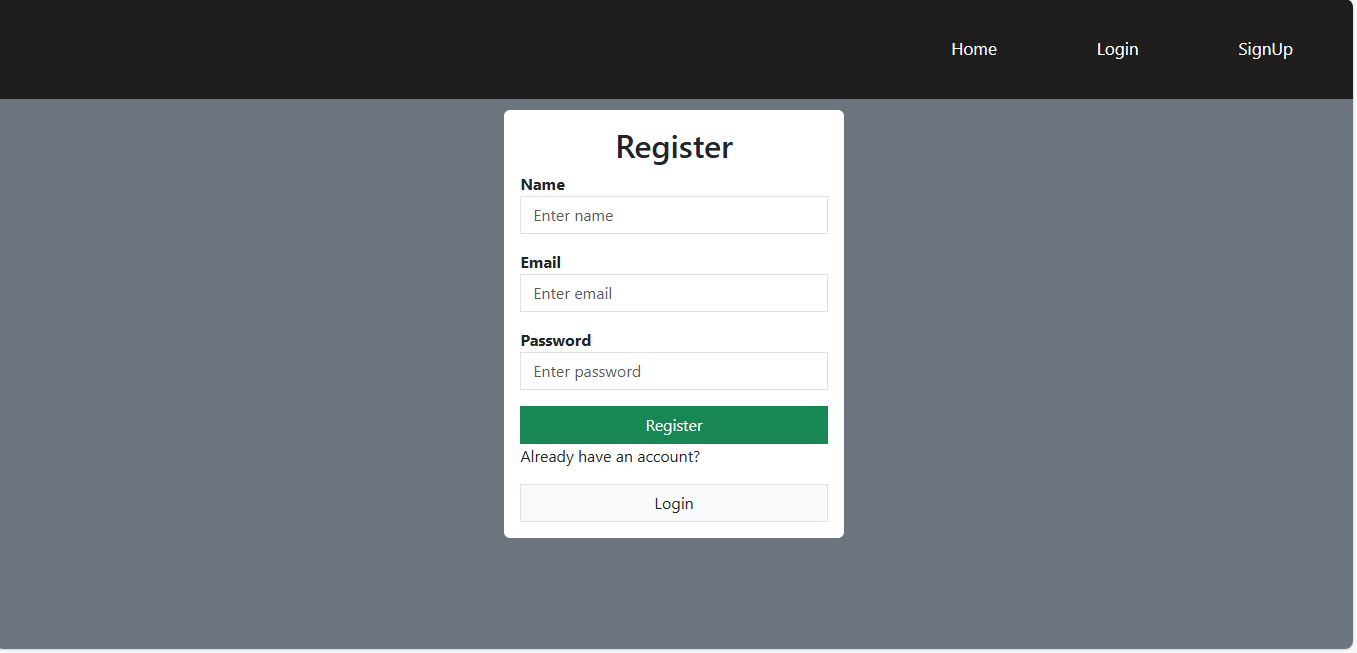 Home Login SignUp
Register
Name
Enter name
Email
Enter email
Password
Enter password
Register
Already have an account?
Login